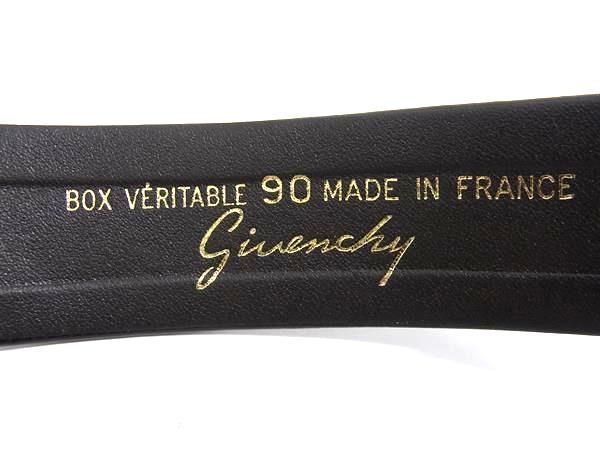 BOX VÉRITABLE 90 MADE IN FRANCE
Givenchy